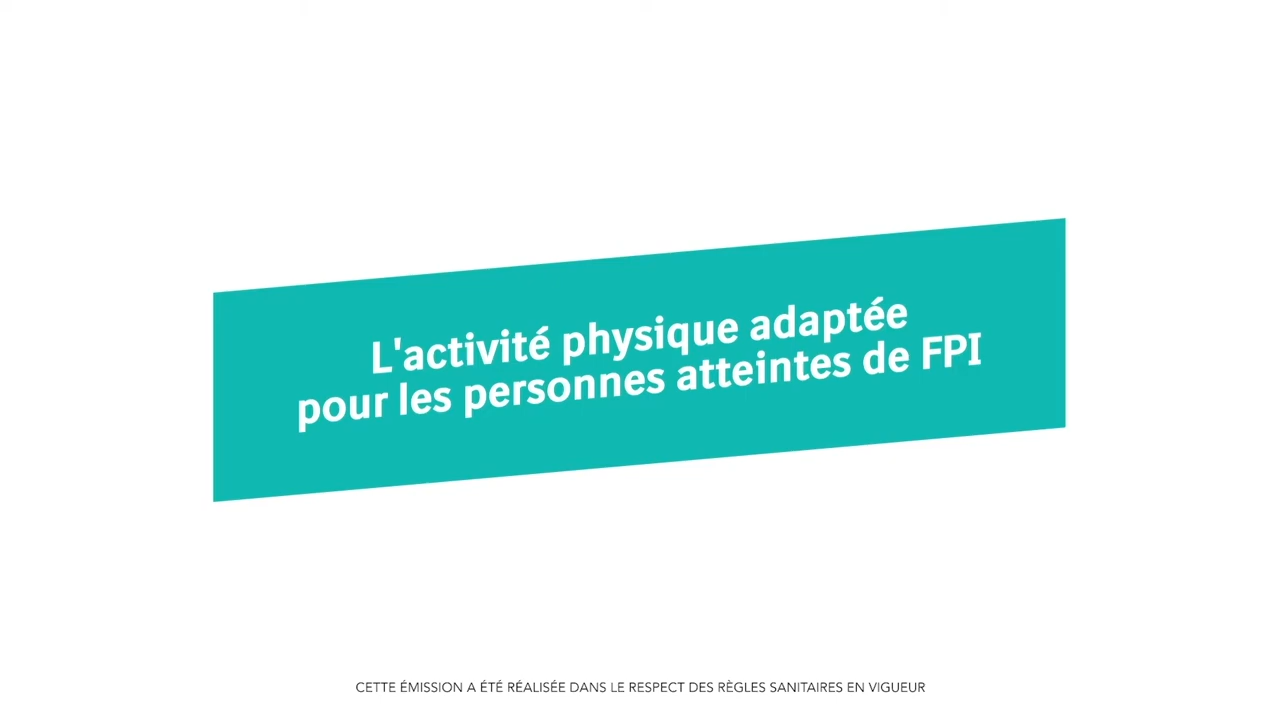 L'activité physique adaptée
pour les personnes atteintes de FPI
CETTE ÉMISSION A ÉTÉ RÉALISÉE DANS LE RESPECT DES RÈGLES SANITAIRES EN VIGUEUR